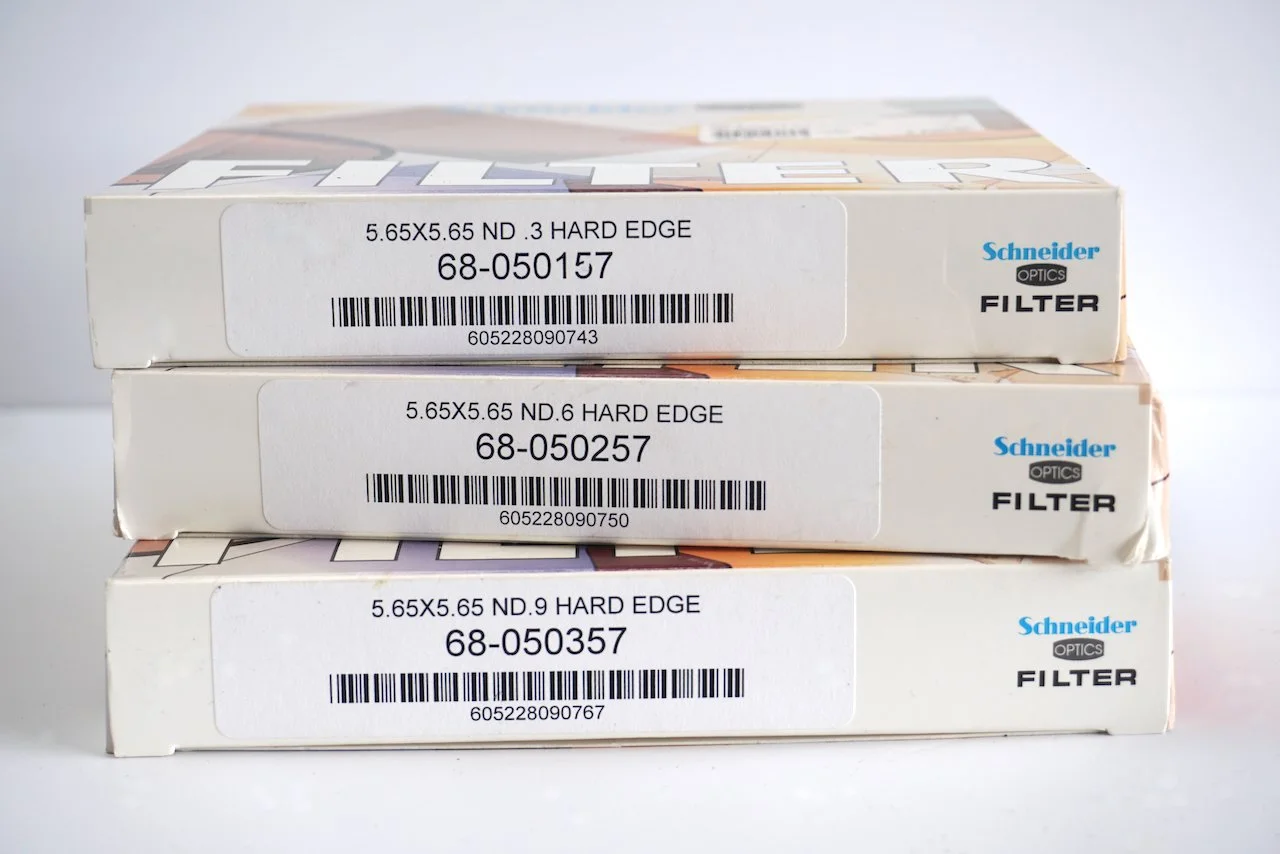 FILTER
5.65X5.65 ND .3 HARD EDGE
68-050157
605228090743
Schneider
OPTICS
FILTER
5.65X5.65 ND.6 HARD EDGE
68-050257
605228090750
Schneider
OPTICS
FILTER
5.65X5.65 ND.9 HARD EDGE
68-050357
605228090767
Schneider
OPTICS
FILTER